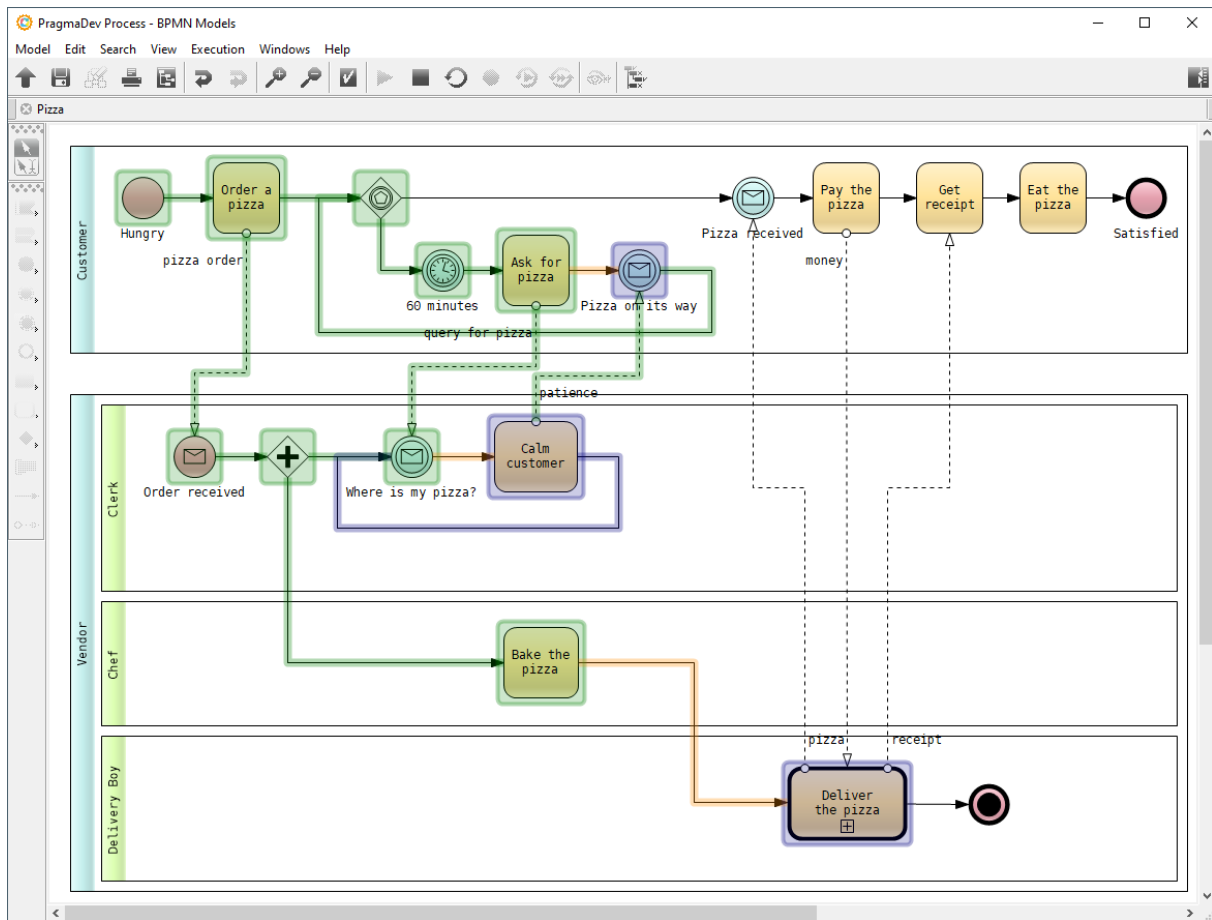 PragmaDev Process - BPMN Models
Model Edit Search View Execution Windows Help
Pizza
Customer
Hungry
Order a
pizza
pizza order
60 minutes
Ask for
pizza
query for pizza
Pizza on its way
Pizza received
Pay the
pizza
money
Get
receipt
Eat the
pizza
Satisfied
patience
Vendor
Clerk
Order received
Where is my pizza?
Calm
customer
Chef
Bake the
pizza
Delivery Boy
pizza
receipt
Deliver
the pizza